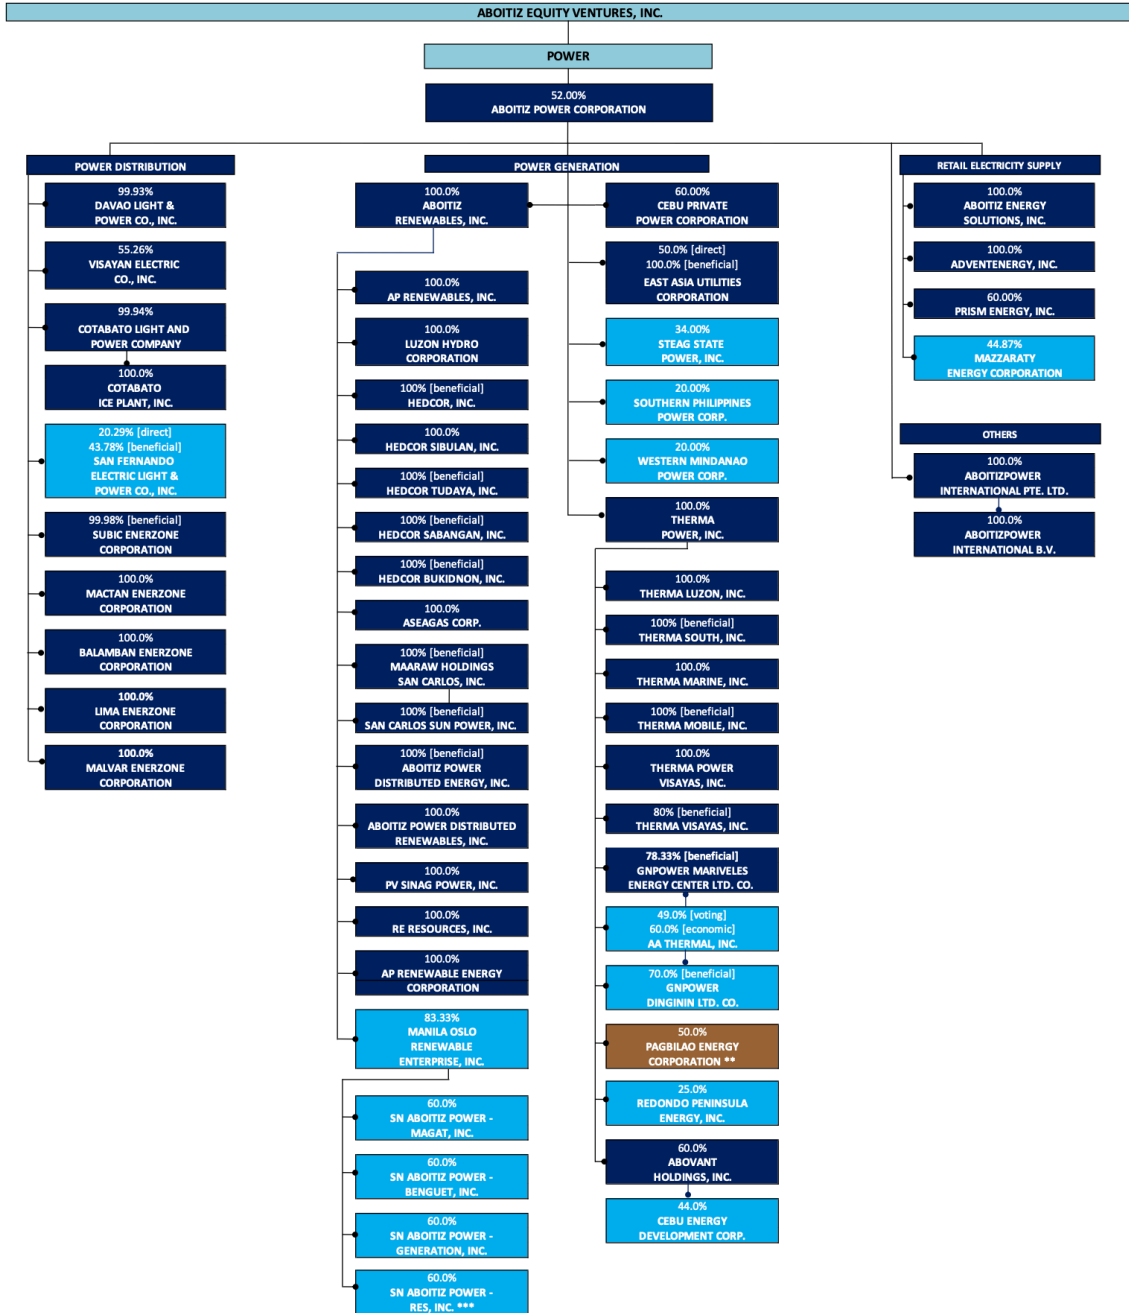 ABOITIZ EQUITY VENTURES, INC.
POWER
52.00%
ABOITIZ POWER CORPORATION
POWER DISTRIBUTION
99.93%
DAVAO LIGHT &
POWER CO., INC.
55.26%
VISAYAN ELECTRIC
CO., INC.
99.94%
COTABATO LIGHT AND
POWER COMPANY
100.0%
COTABATO
ICE PLANT, INC.
20.29% [direct]
43.78% [beneficial]
SAN FERNANDO
ELECTRIC LIGHT &
POWER CO., INC.
99.98% [beneficial]
SUBIC ENERZONE
CORPORATION
100.0%
MACTAN ENERZONE
CORPORATION
100.0%
BALAMBAN ENERZONE
CORPORATION
100.0%
LIMA ENERZONE
CORPORATION
100.0%
MALVAR ENERZONE
CORPORATION
POWER GENERATION
100.0%
ABOITIZ
RENEWABLES, INC.
100.0%
AP RENEWABLES, INC.
100.0%
LUZON HYDRO
CORPORATION
100% [beneficial]
HEDCOR, INC.
100.0%
HEDCOR SIBULAN, INC.
100% [beneficial]
HEDCOR TUDAYA, INC.
100% [beneficial]
HEDCOR SABANGAN, INC.
100% [beneficial]
HEDCOR BUKIDNON, INC.
100.0%
ASEAGAS CORP.
100% [beneficial]
MAARAW HOLDINGS
SAN CARLOS, INC.
100% [beneficial]
SAN CARLOS SUN POWER, INC.
100% [beneficial]
ABOITIZ POWER
DISTRIBUTED ENERGY, INC.
100.0%
ABOITIZ POWER DISTRIBUTED
RENEWABLES, INC.
100.0%
PV SINAG POWER, INC.
100.0%
RE RESOURCES, INC.
100.0%
AP RENEWABLE ENERGY
CORPORATION
83.33%
MANILA OSLO
RENEWABLE
ENTERPRISE, INC.
60.0%
SN ABOITIZ POWER -
MAGAT, INC.
60.0%
SN ABOITIZ POWER -
BENGUET, INC.
60.0%
SN ABOITIZ POWER -
GENERATION, INC.
60.0%
SN ABOITIZ POWER -
RES, INC. ***
60.00%
CEBU PRIVATE
POWER CORPORATION
50.0% [direct]
100.0% [beneficial]
EAST ASIA UTILITIES
CORPORATION
34.00%
STEAG STATE
POWER, INC.
20.00%
SOUTHERN PHILIPPINES
POWER CORP.
20.00%
WESTERN MINDANAO
POWER CORP.
100.0%
THERMA
POWER, INC.
100.0%
THERMA LUZON, INC.
100% [beneficial]
THERMA SOUTH, INC.
100.0%
THERMA MARINE, INC.
100% [beneficial]
THERMA MOBILE, INC.
100.0%
THERMA POWER
VISAYAS, INC.
80% [beneficial]
THERMA VISAYAS, INC.
78.33% [beneficial]
GNPOWER MARIVELES
ENERGY CENTER LTD. CO.
49.0% [voting]
60.0% [economic]
AA THERMAL, INC.
70.0% [beneficial]
GNPOWER
DINGININ LTD. CO.
50.0%
PAGBILAO ENERGY
CORPORATION **
25.0%
REDONDO PENINSULA
ENERGY, INC.
60.0%
ABOVANT
HOLDINGS, INC.
44.0%
CEBU ENERGY
DEVELOPMENT CORP.
RETAIL ELECTRICITY SUPPLY
100.0%
ABOITIZ ENERGY
SOLUTIONS, INC.
100.0%
ADVENTENERGY, INC.
60.00%
PRISM ENERGY, INC.
44.87%
MAZZARATY
ENERGY CORPORATION
OTHERS
100.0%
ABOITIZPOWER
INTERNATIONAL PTE. LTD.
100.0%
ABOITIZPOWER
INTERNATIONAL B.V.